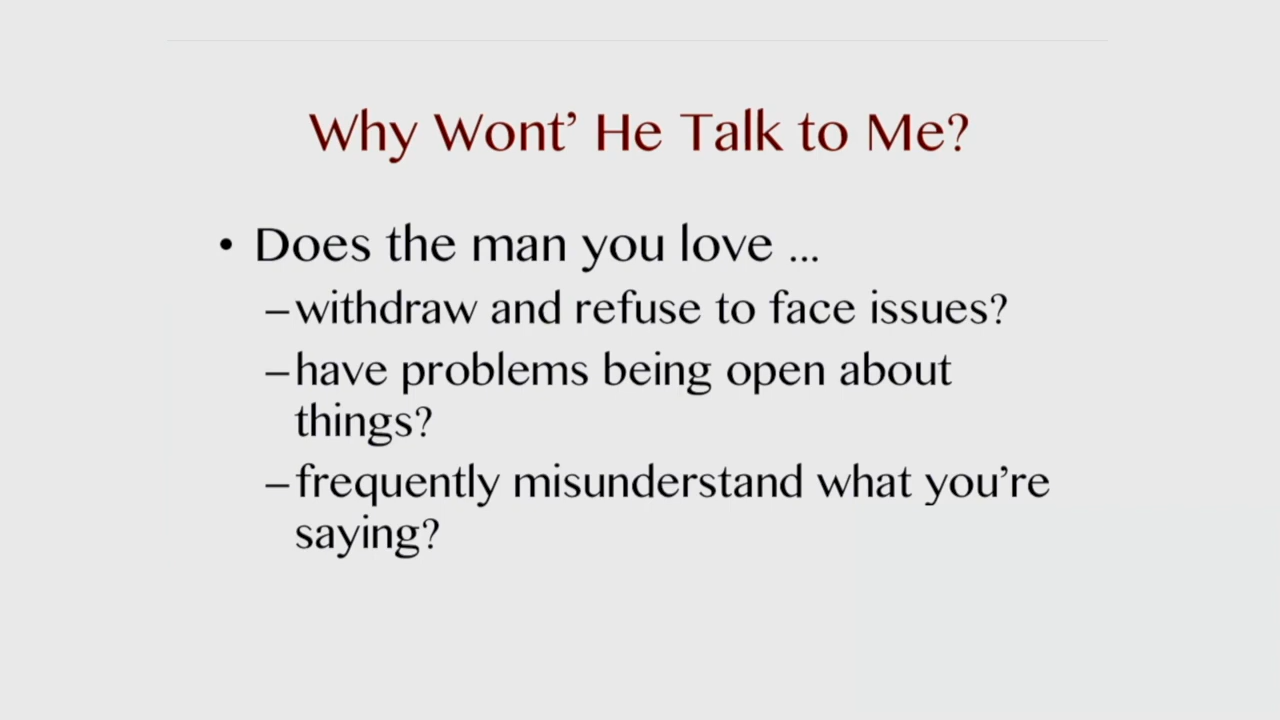 Why Wont’ He Talk to Me?
• Does the man you love ...
–withdraw and refuse to face issues?
–have problems being open about
things?
–frequently misunderstand what you’re
saying?